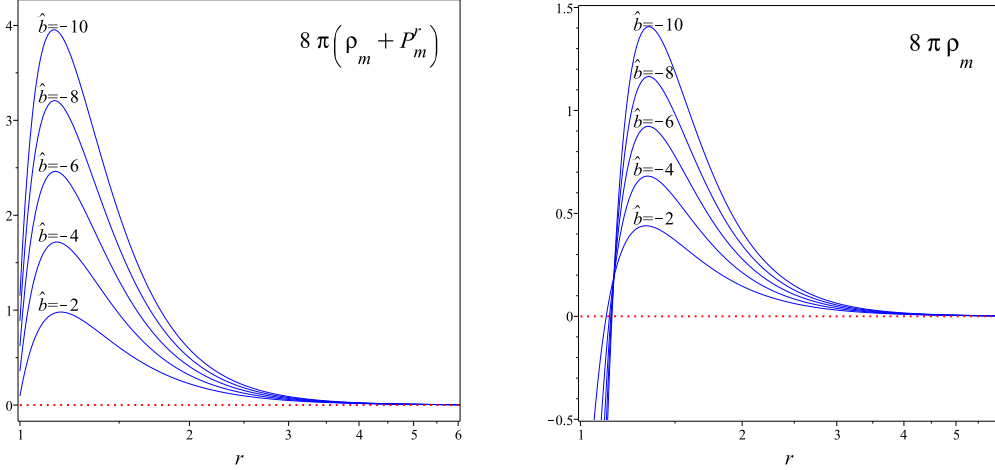 8 π(ρ_m + P_m^r)
4
3
2
1
0
b̂=−10
b̂=−8
b̂=−6
b̂=−4
b̂=−2
1 2 3 4 5 6
r
8 π ρ_m
1.5
1
0.5
0
−0.5
b̂=−10
b̂=−8
b̂=−6
b̂=−4
b̂=−2
1 2 3 4 5
r